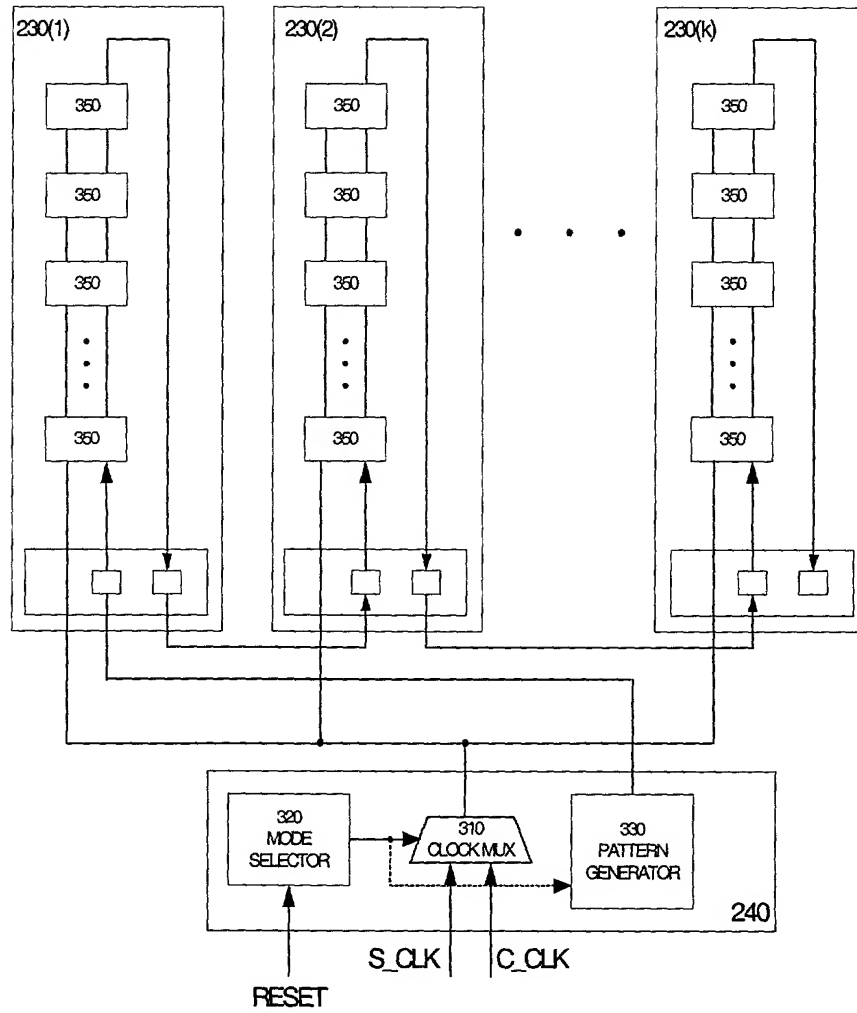 230(1)
230(2)
230(k)
350
350
350
350
350
350
350
350
350
350
350
350
320
MODE
SELECTOR
310
CLOCK MUX
330
PATTERN
GENERATOR
240
S_CLK
C_CLK
RESET